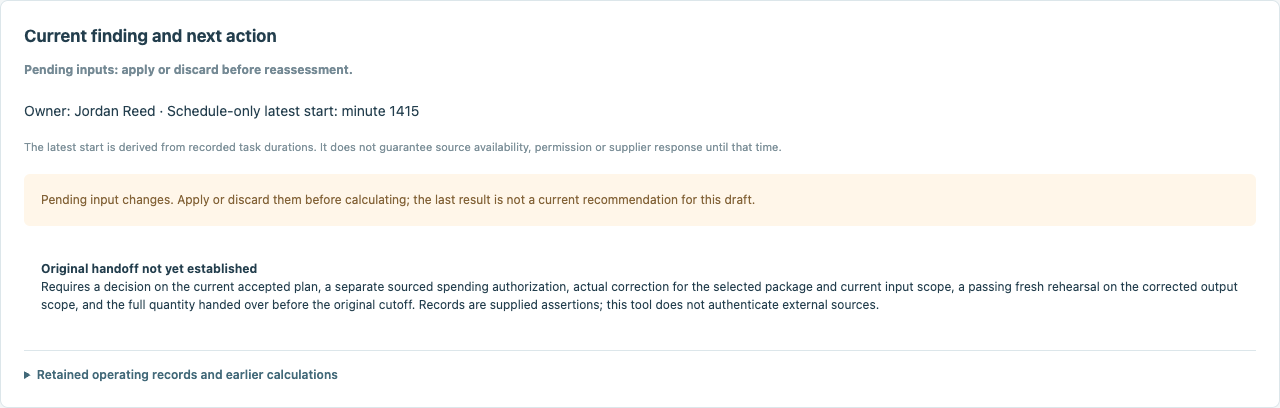 Current finding and next action
Pending inputs: apply or discard before reassessment.
Owner: Jordan Reed · Schedule-only latest start: minute 1415
The latest start is derived from recorded task durations. It does not guarantee source availability, permission or supplier response until that time.
Pending input changes. Apply or discard them before calculating; the last result is not a current recommendation for this draft.
Original handoff not yet established
Requires a decision on the current accepted plan, a separate sourced spending authorization, actual correction for the selected package and current input scope, a passing fresh rehearsal on the corrected output
scope, and the full quantity handed over before the original cutoff. Records are supplied assertions; this tool does not authenticate external sources.
Retained operating records and earlier calculations